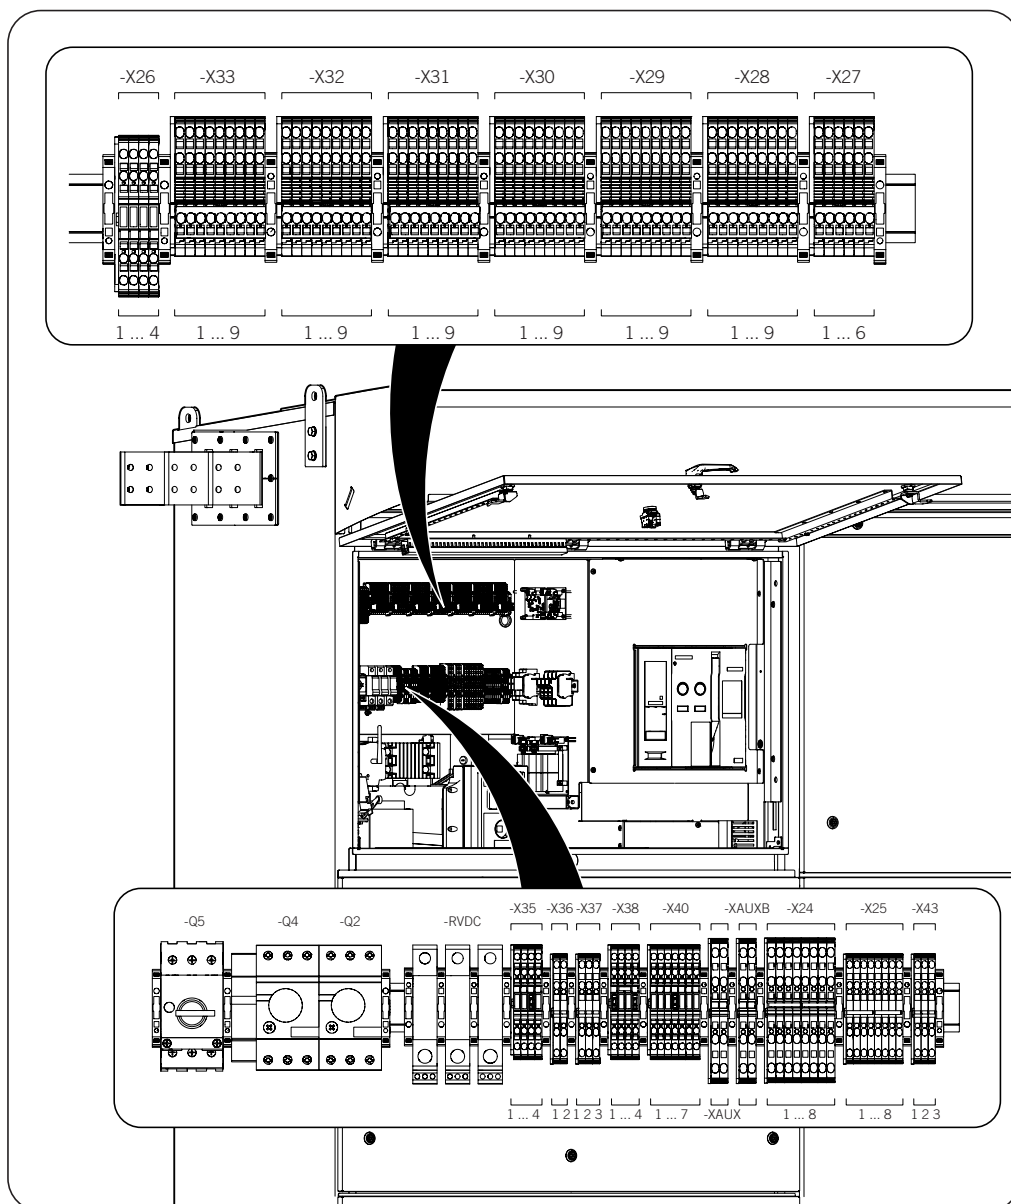 -X26 -X33 -X32 -X31 -X30 -X29 -X28 -X27
1 ... 4 1 ... 9 1 ... 9 1 ... 9 1 ... 9 1 ... 9 1 ... 9 1 ... 6
-Q5 -Q4 -Q2 -RVDC -X35 -X36 -X37 -X38 -X40 -XAUXB -X24 -X25 -X43
1 ... 4 1 2 1 2 3 1 ... 4 1 ... 7 -XAUX 1 ... 8 1 ... 8 1 2 3